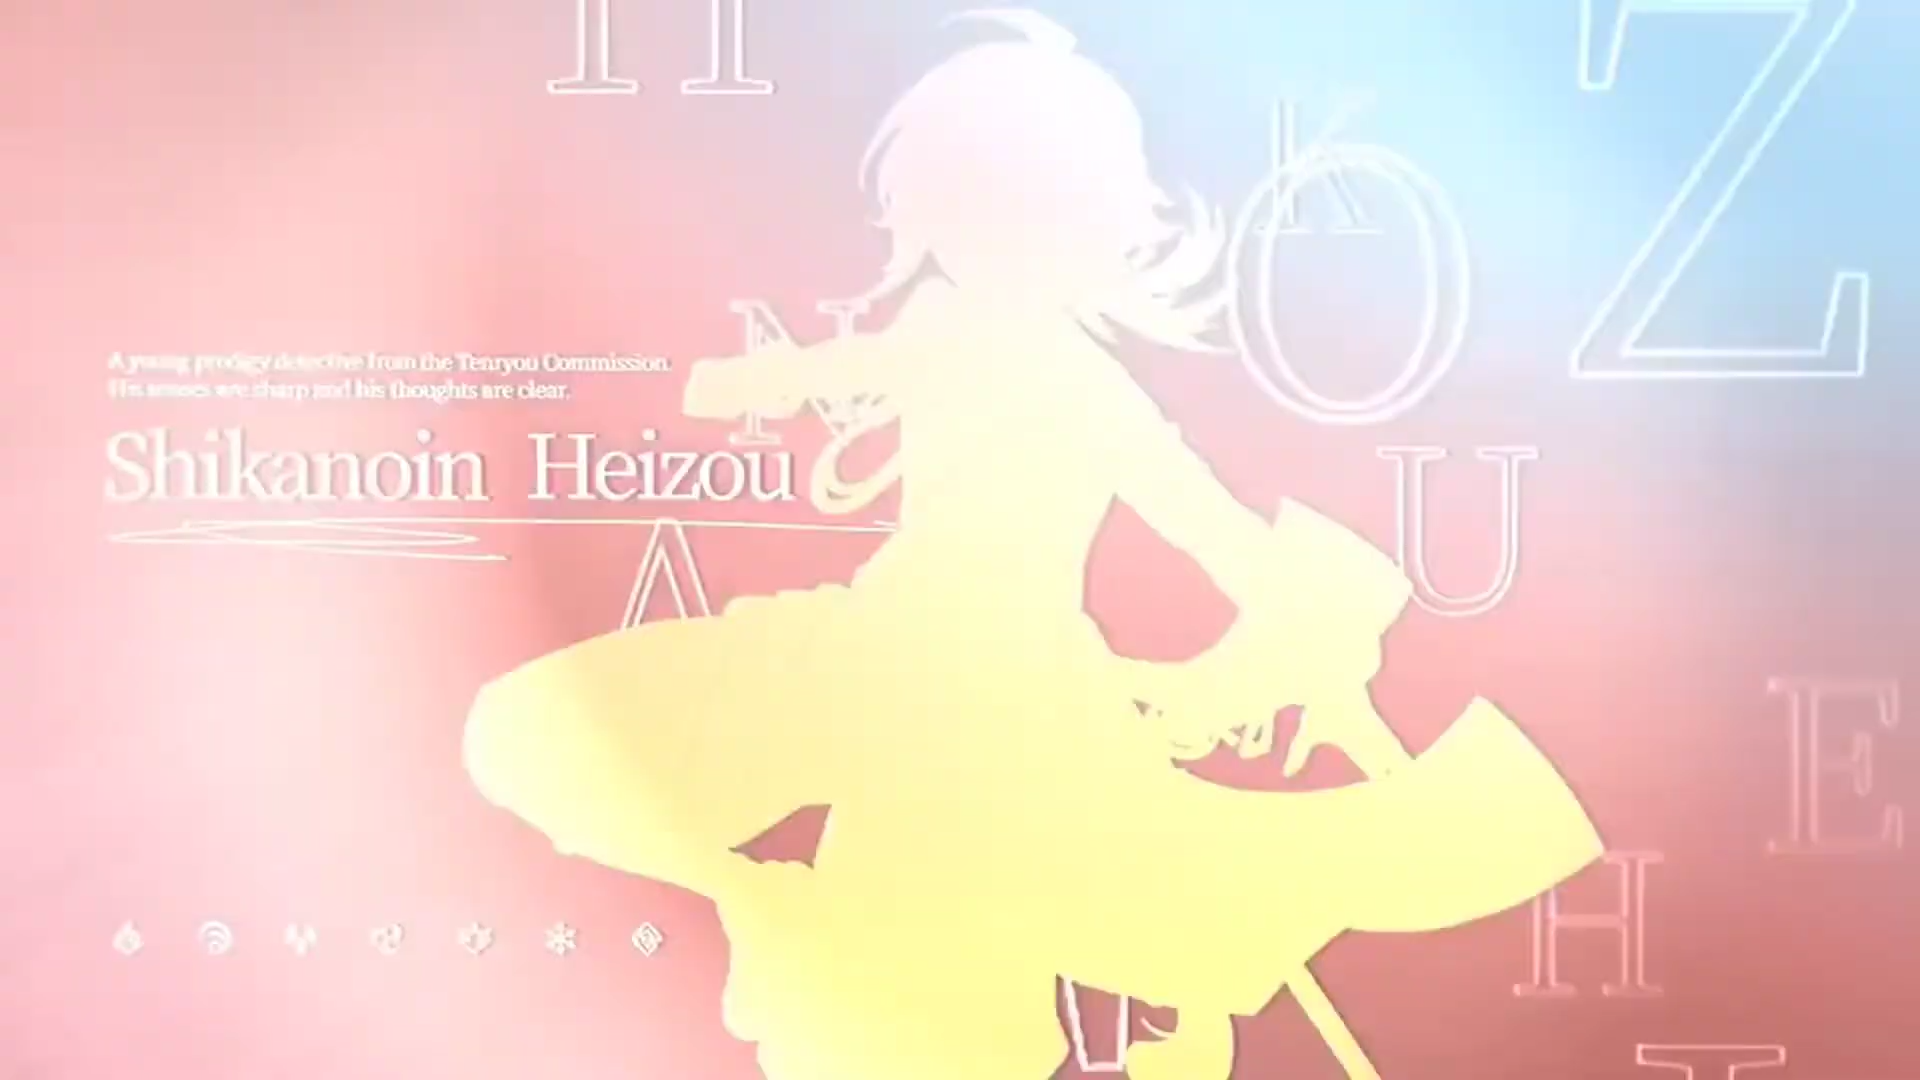 A young prodigy detective from the Tenryou Commission.
His senses are sharp and his thoughts are clear.
Shikanoin Heizou
K
Z
O
N
U
A
E
H